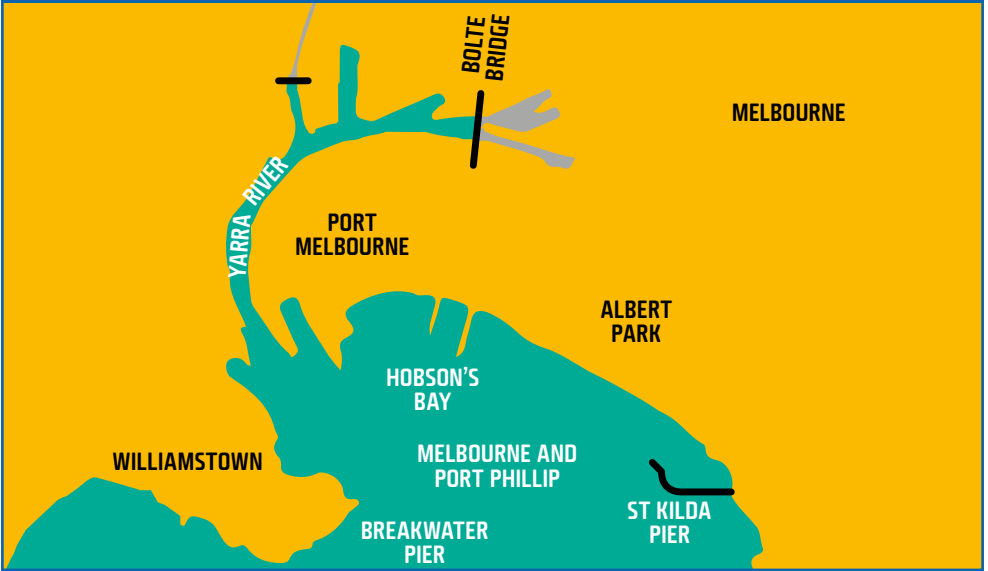 BOLTE
BRIDGE
MELBOURNE
YARRA RIVER
PORT
MELBOURNE
ALBERT
PARK
HOBSON'S
BAY
MELBOURNE AND
PORT PHILLIP
WILLIAMSTOWN
ST KILDA
PIER
BREAKWATER
PIER